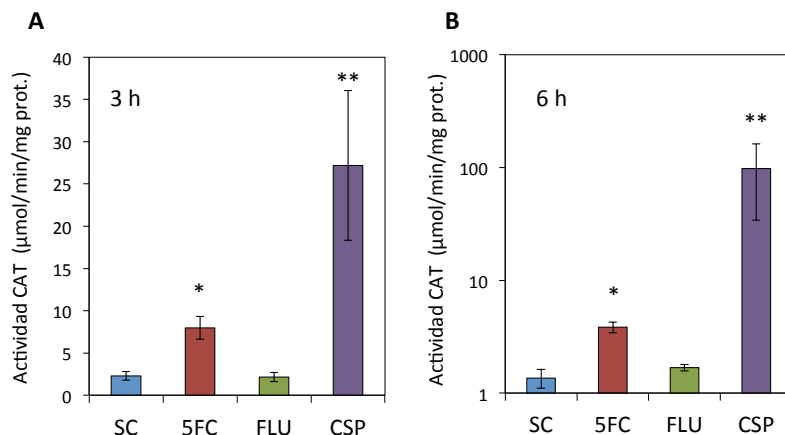 A
Actividad CAT (µmol/min/mg prot.)
40
35
30
25
20
15
10
5
0
3 h
*
**
SC 5FC FLU CSP
B
Actividad CAT (µmol/min/mg prot.)
1000
100
10
1
6 h
*
**
SC 5FC FLU CSP